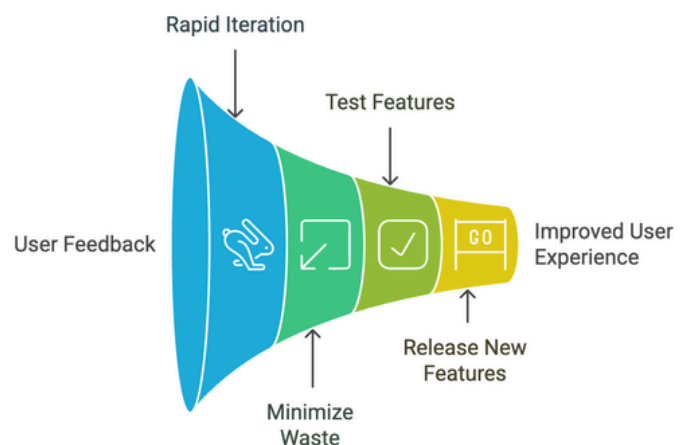 Rapid Iteration
Test Features
User Feedback
GO
Improved User
Experience
Release New
Features
Minimize
Waste